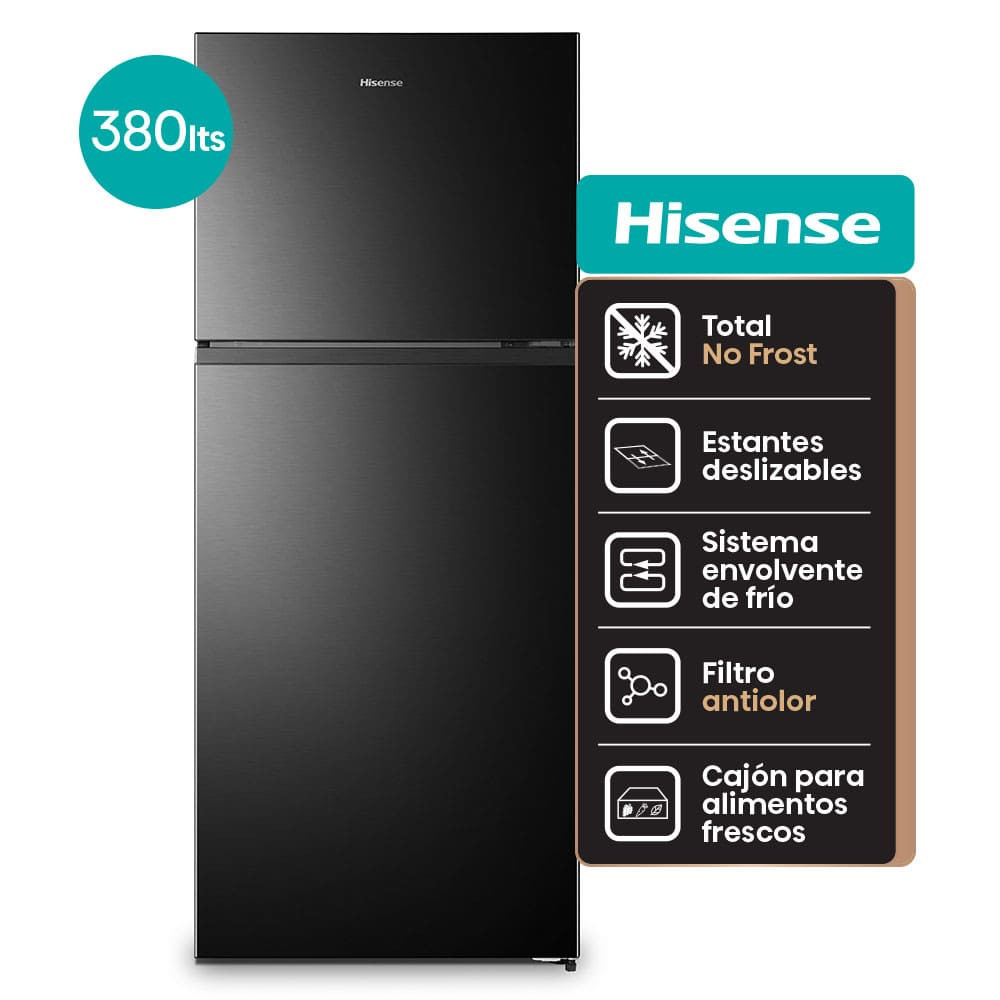 Hisense
380lts
Hisense
Total
No Frost
Estantes
deslizables
Sistema
envolvente
de frío
Filtro
antiolor
Cajón para
alimentos
frescos